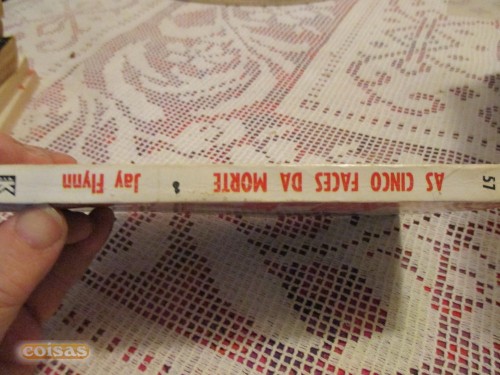 57
AS CINCO FACES DA MORTE
Jay Flynn
coisas